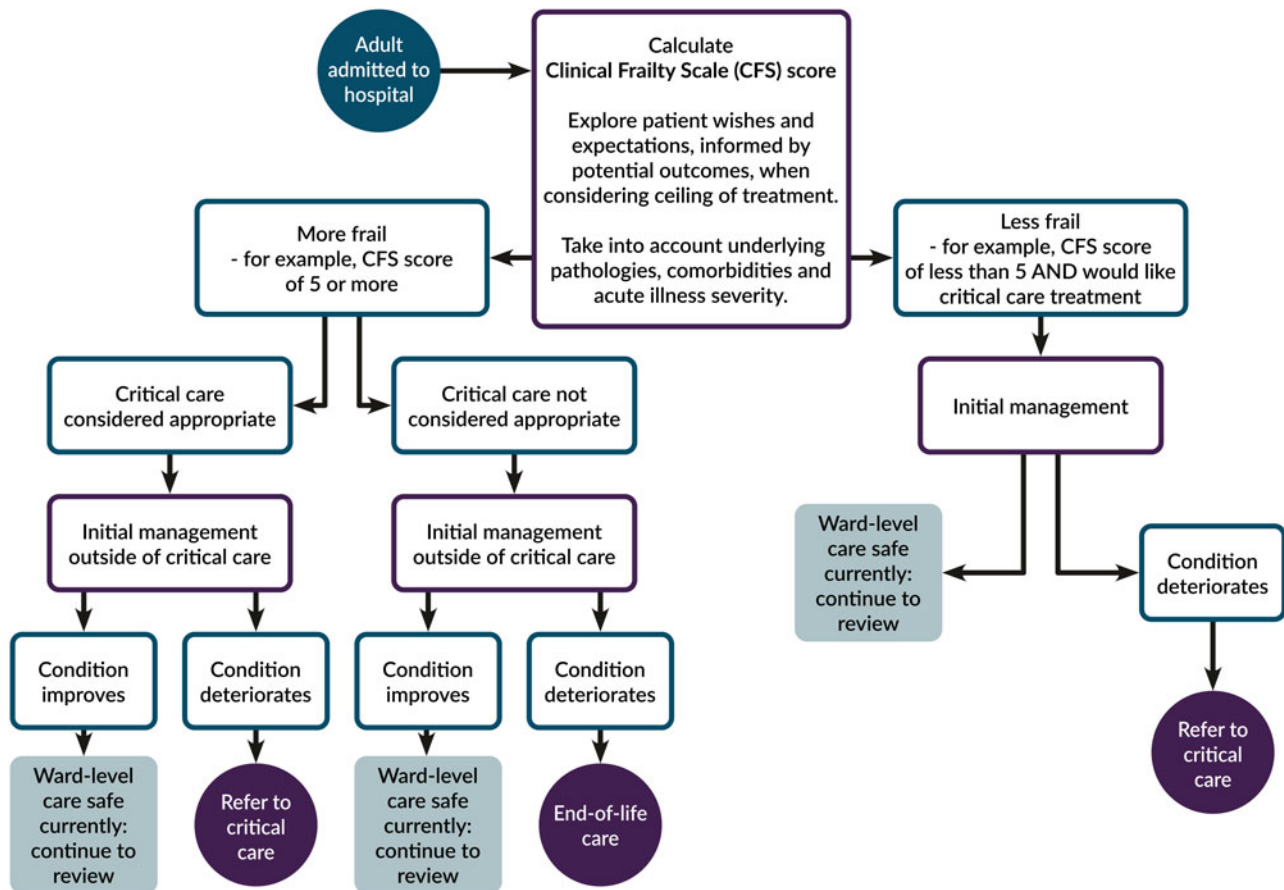 Adult
admitted to
hospital
Calculate
Clinical Frailty Scale (CFS) score
Explore patient wishes and
expectations, informed by
potential outcomes, when
considering ceiling of treatment.
Take into account underlying
pathologies, comorbidities and
acute illness severity.
More frail
- for example, CFS score
of 5 or more
Less frail
- for example, CFS score
of less than 5 AND would like
critical care treatment
Critical care
considered appropriate
Critical care not
considered appropriate
Initial management
Initial management
outside of critical care
Initial management
outside of critical care
Ward-level
care safe
currently:
continue to
review
Condition
deteriorates
Condition
improves
Condition
deteriorates
Condition
improves
Condition
deteriorates
Refer to
critical
care
Ward-level
care safe
currently:
continue to
review
Refer to
critical
care
Ward-level
care safe
currently:
continue to
review
End-of-life
care